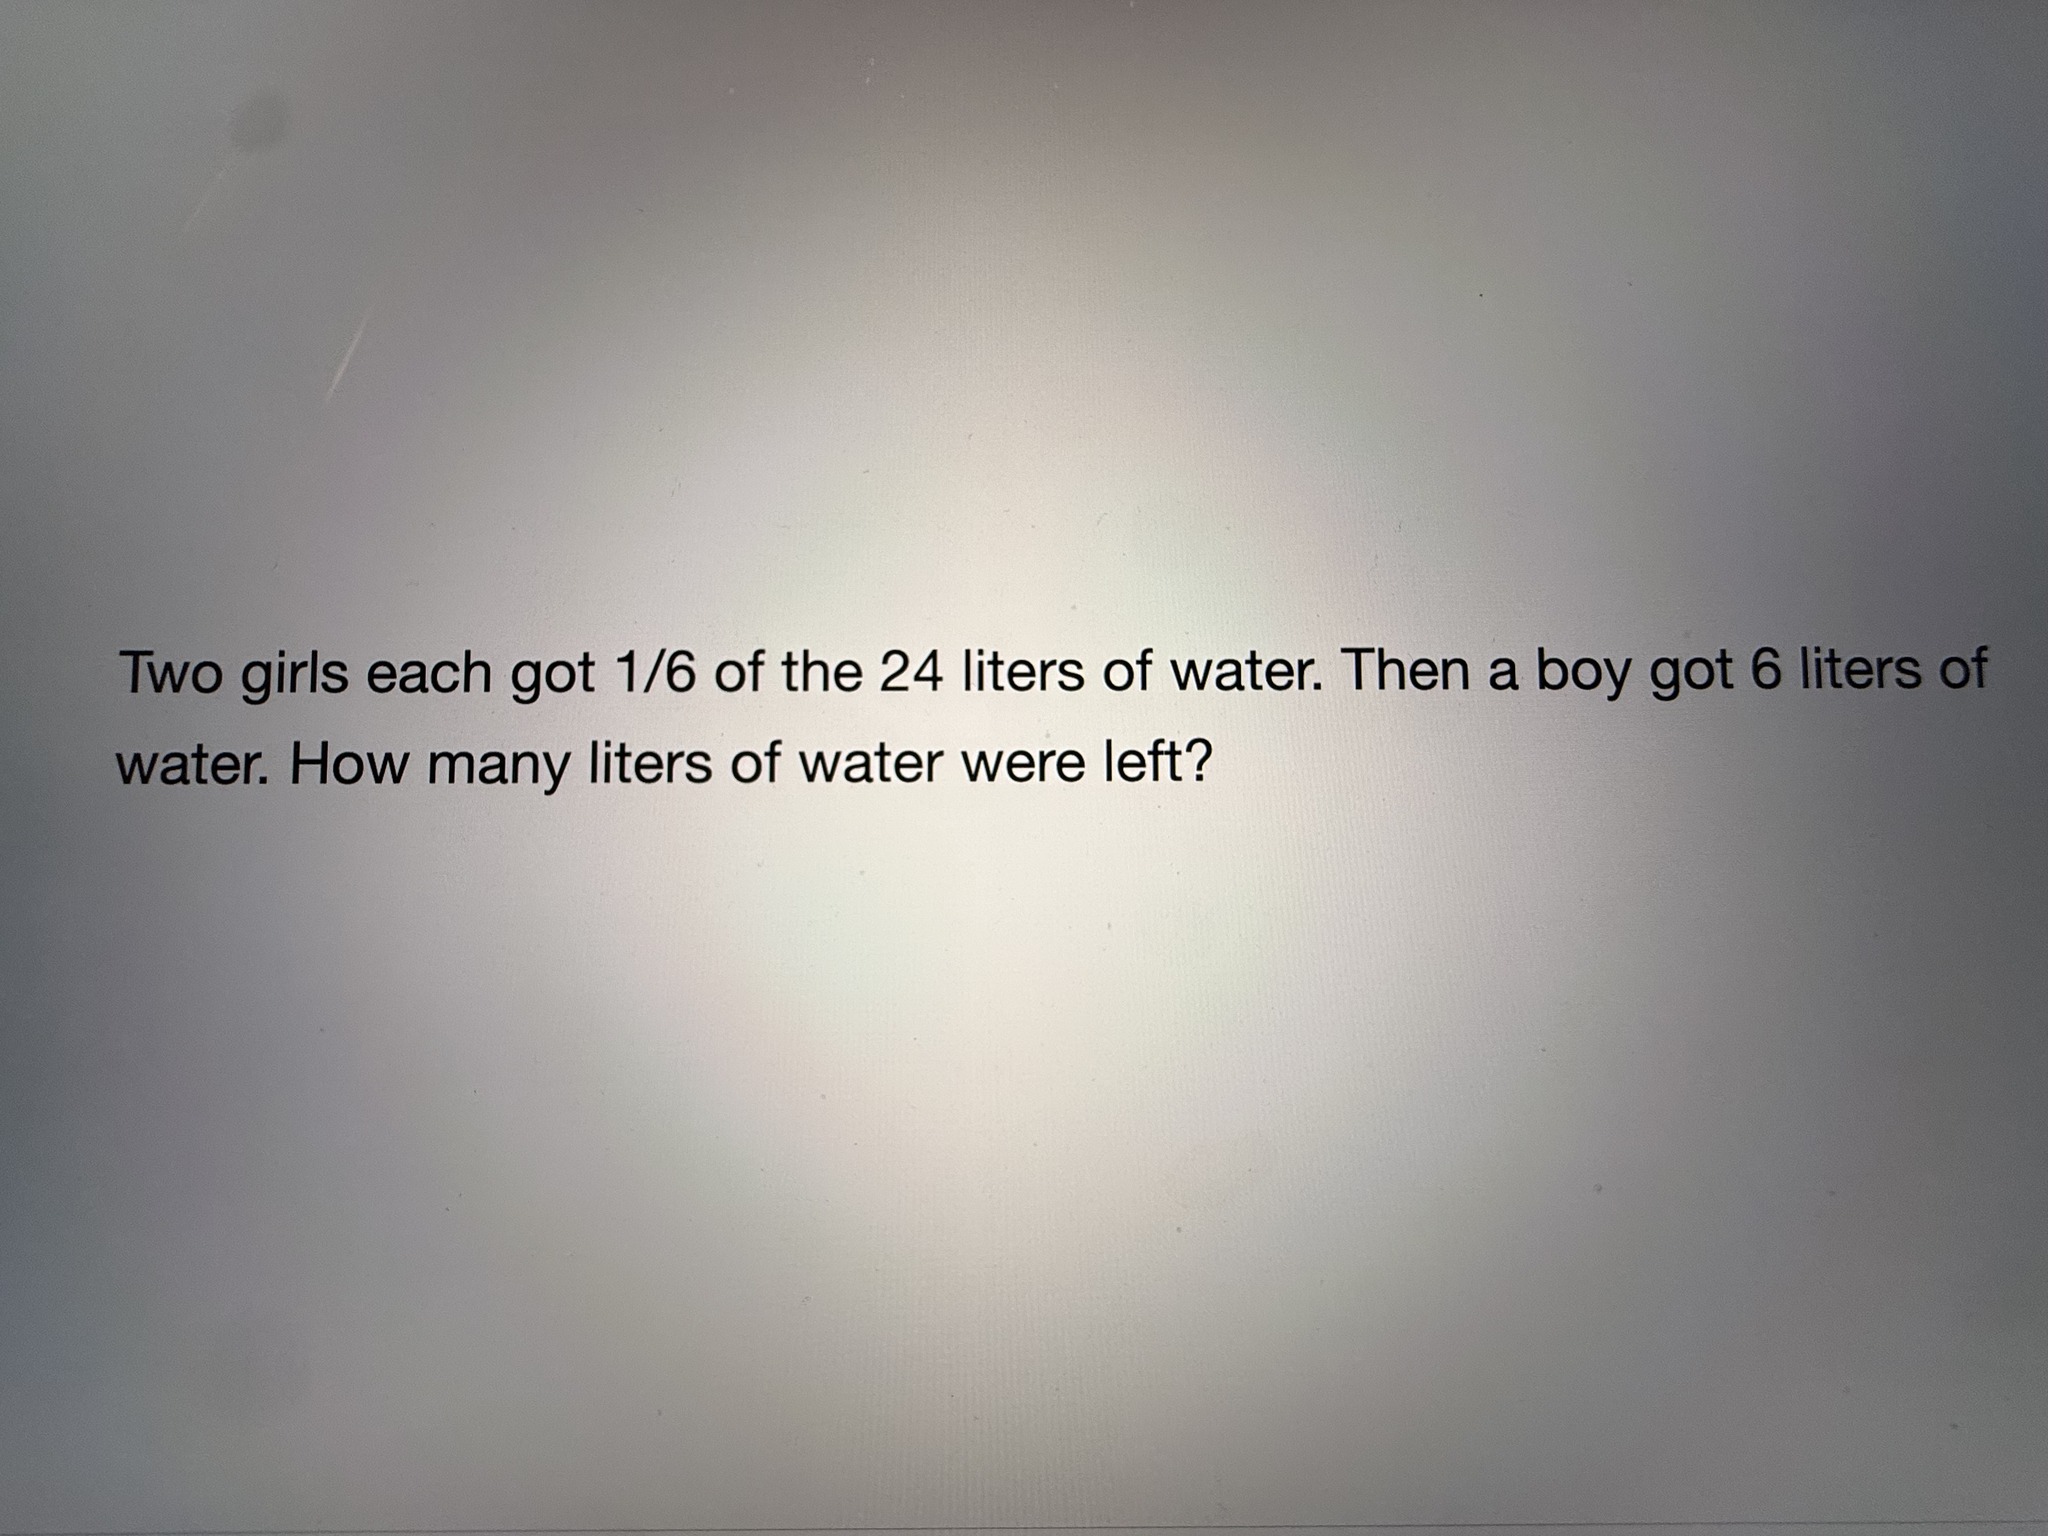 Two girls each got 1/6 of the 24 liters of water. Then a boy got 6 liters of
water. How many liters of water were left?